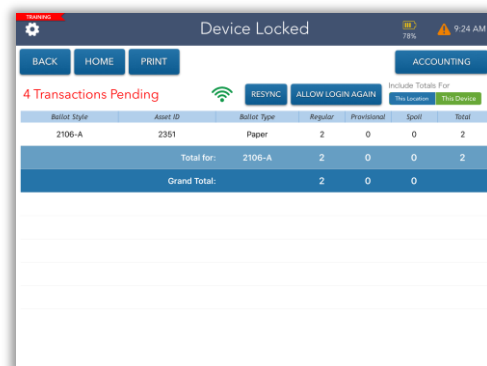 TRAINING
Device Locked
78%
9:24 AM
BACK HOME PRINT ACCOUNTING
4 Transactions Pending
RESYNC ALLOW LOGIN AGAIN
Include Totals For
This Location This Device
Ballot Style Asset ID Ballot Type Regular Provisional Spoil Total
2106-A 2351 Paper 2 0 0 2
Total for: 2106-A 2 0 0 2
Grand Total: 2 0 0